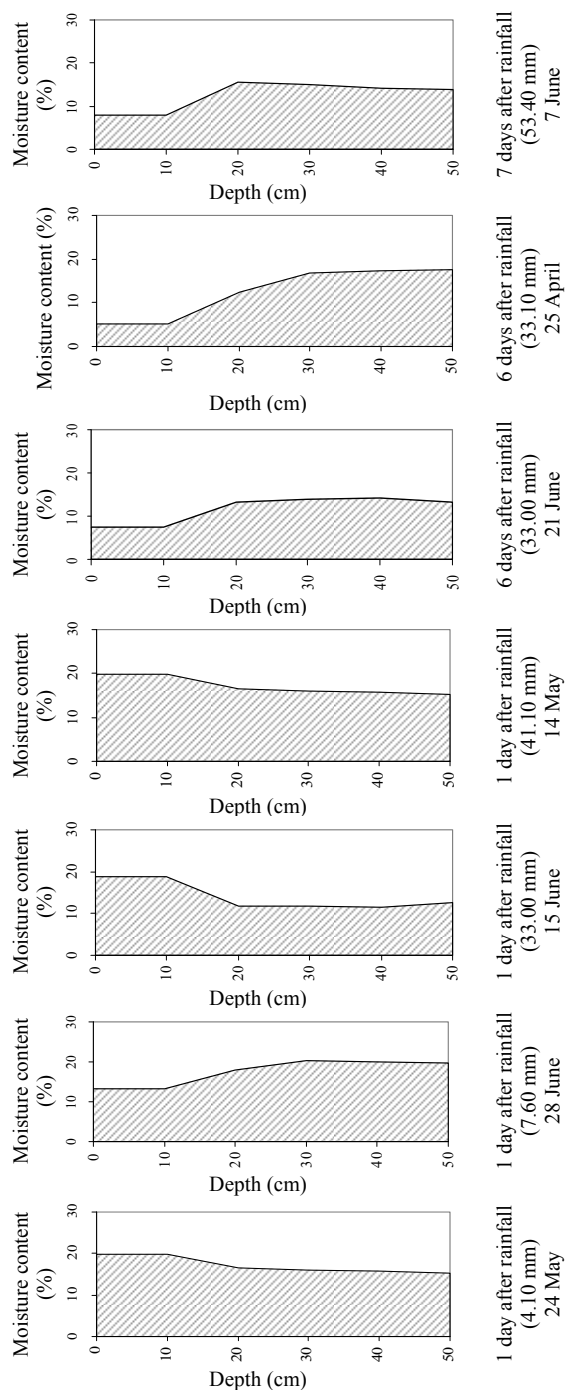 Moisture content
(%)
30
20
10
0
0
10
20
30
40
50
Depth (cm)
7 days after rainfall
(53.40 mm)
7 June
Moisture content (%)
30
20
10
0
0
10
20
30
40
50
Depth (cm)
6 days after rainfall
(33.10 mm)
25 April
Moisture content
(%)
30
20
10
0
0
10
20
30
40
50
Depth (cm)
6 days after rainfall
(33.00 mm)
21 June
Moisture content
(%)
30
20
10
0
0
10
20
30
40
50
Depth (cm)
1 day after rainfall
(41.10 mm)
14 May
Moisture content
(%)
30
20
10
0
0
10
20
30
40
50
Depth (cm)
1 day after rainfall
(33.00 mm)
15 June
Moisture content
(%)
30
20
10
0
0
10
20
30
40
50
Depth (cm)
1 day after rainfall
(7.60 mm)
28 June
Moisture content
(%)
30
20
10
0
0
10
20
30
40
50
Depth (cm)
1 day after rainfall
(4.10 mm)
24 May